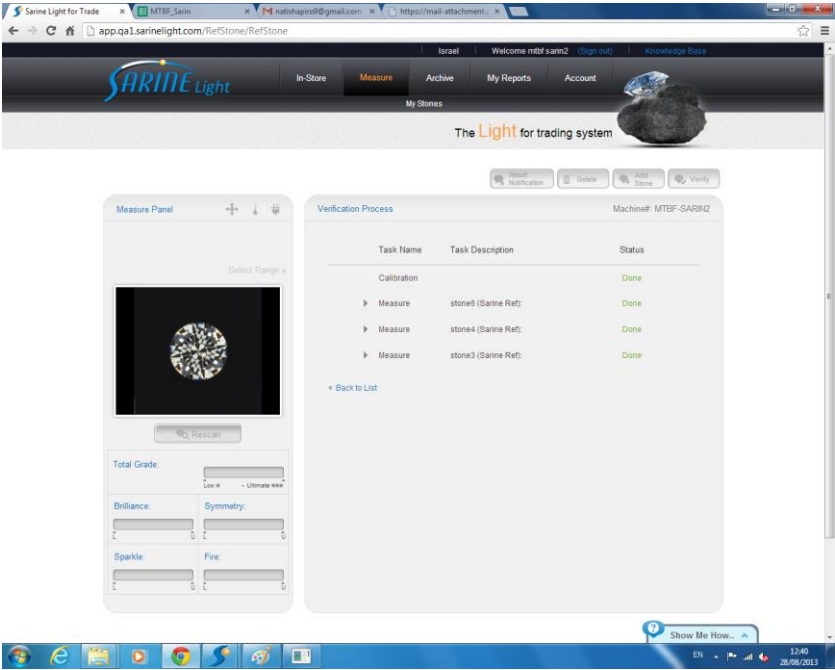 Sarine Light for Trade
MTBF_Sarin
natishapiro9@gmail.com
https://mail-attachment.
app.qa1.sarinelight.com/RefStone/RefStone
Israel
Welcome mtbf sarin2 (Sign out)
Knowledge Base
SARINE Light
In-Store
Measure
Archive
My Reports
Account
My Stones
The Light for trading system
Reset Notification
Delete
Add Stone
Verify
Measure Panel
Select Range »
Rescan
Total Grade:
Low
- Ultimate
Brilliance:
Symmetry:
Sparkle:
Fire:
Verification Process
Machine#: MTBF-SARIN2
Task Name Task Description Status
Calibration Done
Measure stone6 (Sarine Ref): Done
Measure stone4 (Sarine Ref): Done
Measure stone3 (Sarine Ref): Done
< Back to List
Show Me How..
EN
12:40
28/08/2013